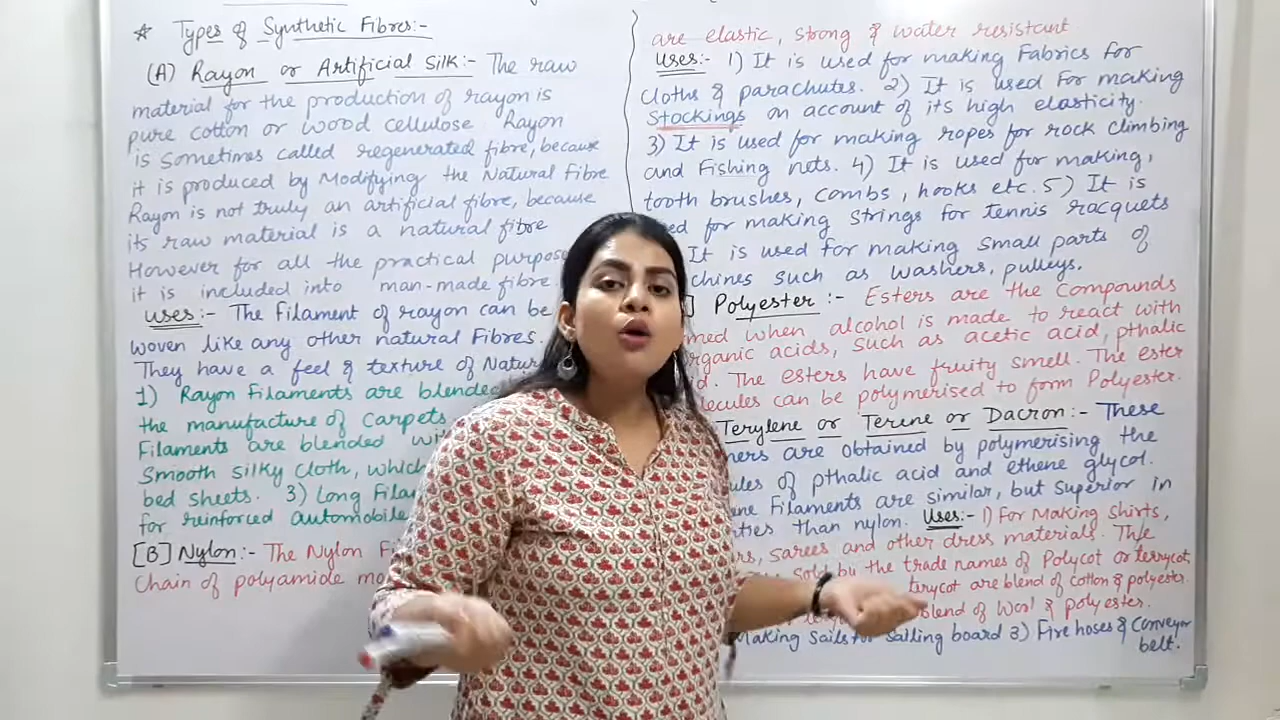 * Types of Synthetic Fibres:-
(A) Rayon or Artificial Silk:- The raw
material for the production of rayon is
pure cotton or wood cellulose Rayon
is sometimes called regenerated fibre, because
it is produced by Modifying the Natural Fibre
Rayon is not truly an artificial fibre, because
its raw material is a natural fibre
However for all the practical purpose
it is included into man-made fibre.
uses:- The Filament of rayon can be
woven like any other natural Fibres.
They have a feel & texture of
1) Rayon Filaments are blended
the manufacture of Carpets
Filaments are blended
Smooth silky cloth, which
bed sheets. 3) Long
for reinforced automobile
[B] Nylon:- The Nylon
Chain of polyamide
are elastic, strong & water resistant
Uses:- 1) It is used for making Fabrics for
Cloths & parachutes. 2) It is used For making
Stockings on account of its high elasticity.
3) It is used for making ropes for rock climbing
and Fishing nets. 4) It is used for making,
tooth brushes, combs, hooks etc. 5) It is
for making strings for tennis racquets
It is used for making small parts of
such as washers, pulleys.
Polyester:- Esters are the Compounds
when alcohol is made to react with
acids, such as acetic acid, pthalic
The esters have fruity smell. The ester
can be polymerised to form Polyester.
Terylene or Terene or Dacron:- These
are obtained by polymerising the
of pthalic acid and ethene glycol.
Filaments are similar, but superior in
than nylon. Uses:- 1) For Making shirts,
sarees and other dress materials. The
sold by the trade names of Polycot or terrycot
are blend of cotton & polyester.
blend of Wool & polyester.
Making Sails for sailing board 3) Fire hoses & conveyor
belt.